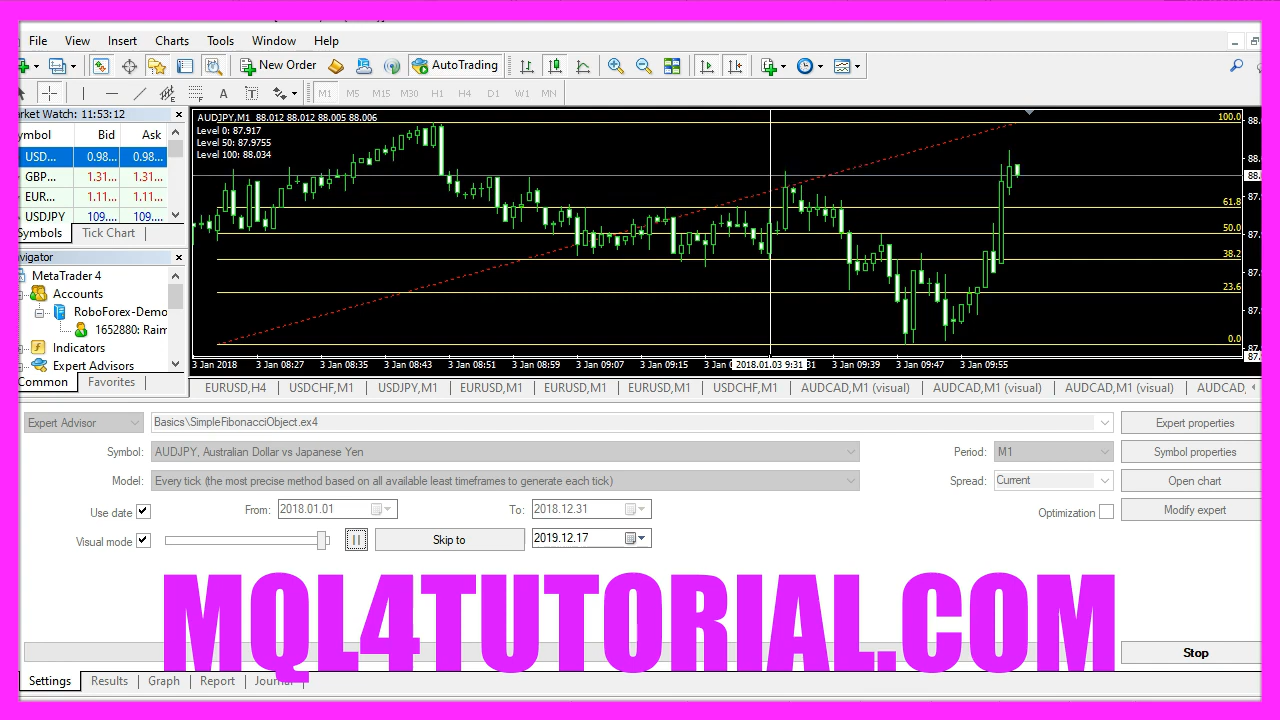 File View Insert Charts Tools Window Help
New Order AutoTrading
A T M1 M5 M15 M30 H1 H4 D1 W1 MN
arket Watch: 11:53:12
ymbol Bid Ask
USD... 0.98... 0.98...
GBP... 1.31... 1.31...
EUR... 1.11... 1.11...
USDJPY 109.... 109....
Symbols Tick Chart
avigator
MetaTrader 4
Accounts
RoboForex-Demo
1652880: Raim
Indicators
Expert Advisors
Common Favorites
AUDJPY,M1 88.012 88.012 88.005 88.006
Level 0: 87.917
Level 50: 87.9755
Level 100: 88.034
100.0
61.8
50.0
38.2
23.6
0.0
3 Jan 2018 3 Jan 08:27 3 Jan 08:35 3 Jan 08:43 3 Jan 08:51 3 Jan 08:59 3 Jan 09:07 3 Jan 09:15 3 Jan 2018.01.03 9:31 31 3 Jan 09:39 3 Jan 09:47 3 Jan 09:55
EURUSD,H4 USDCHF,M1 USDJPY,M1 EURUSD,M1 EURUSD,M1 EURUSD,M1 USDCHF,M1 AUDCAD,M1 (visual) AUDCAD,M1 (visual) AUDCAD,M1 (visual) AUDCAD,
Expert Advisor Basics\SimpleFibonacciObject.ex4 Expert properties
Symbol: AUDJPY, Australian Dollar vs Japanese Yen Period: M1 Symbol properties
Model: Every tick (the most precise method based on all available least timeframes to generate each tick) Spread: Current Open chart
Use date From: 2018.01.01 To: 2018.12.31 Optimization Modify expert
Visual mode Skip to 2019.12.17
MQL4TUTORIAL.COM
Stop
Settings Results Graph Report Journ